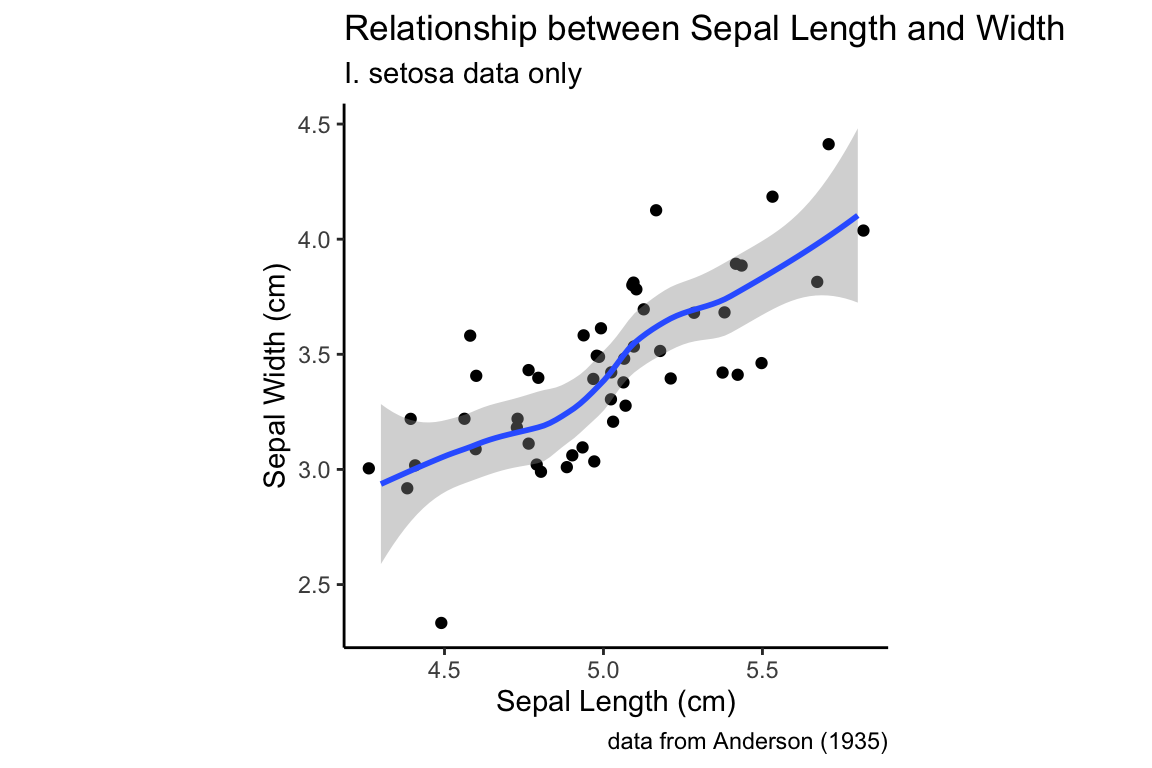 Relationship between Sepal Length and Width
I. setosa data only
4.5
4.0
3.5
3.0
2.5
Sepal Width (cm)
4.5 5.0 5.5
Sepal Length (cm)
data from Anderson (1935)